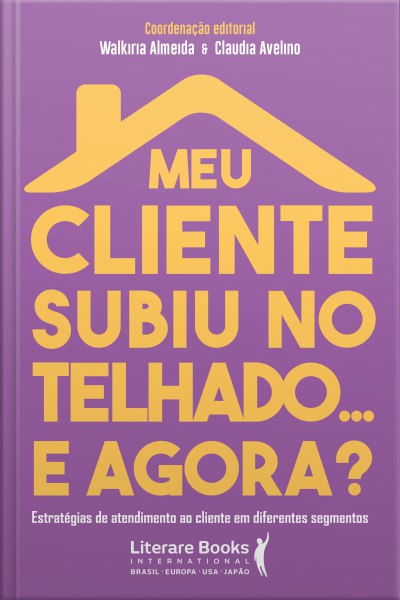 Coordenação editorial
Walkiria Almeida & Claudia Avelino
MEU
CLIENTE
SUBIU NO
TELHADO...
E AGORA?
Estratégias de atendimento ao cliente em diferentes segmentos
Literare Books
INTERNATIONAL
BRASIL · EUROPA · USA · JAPÃO